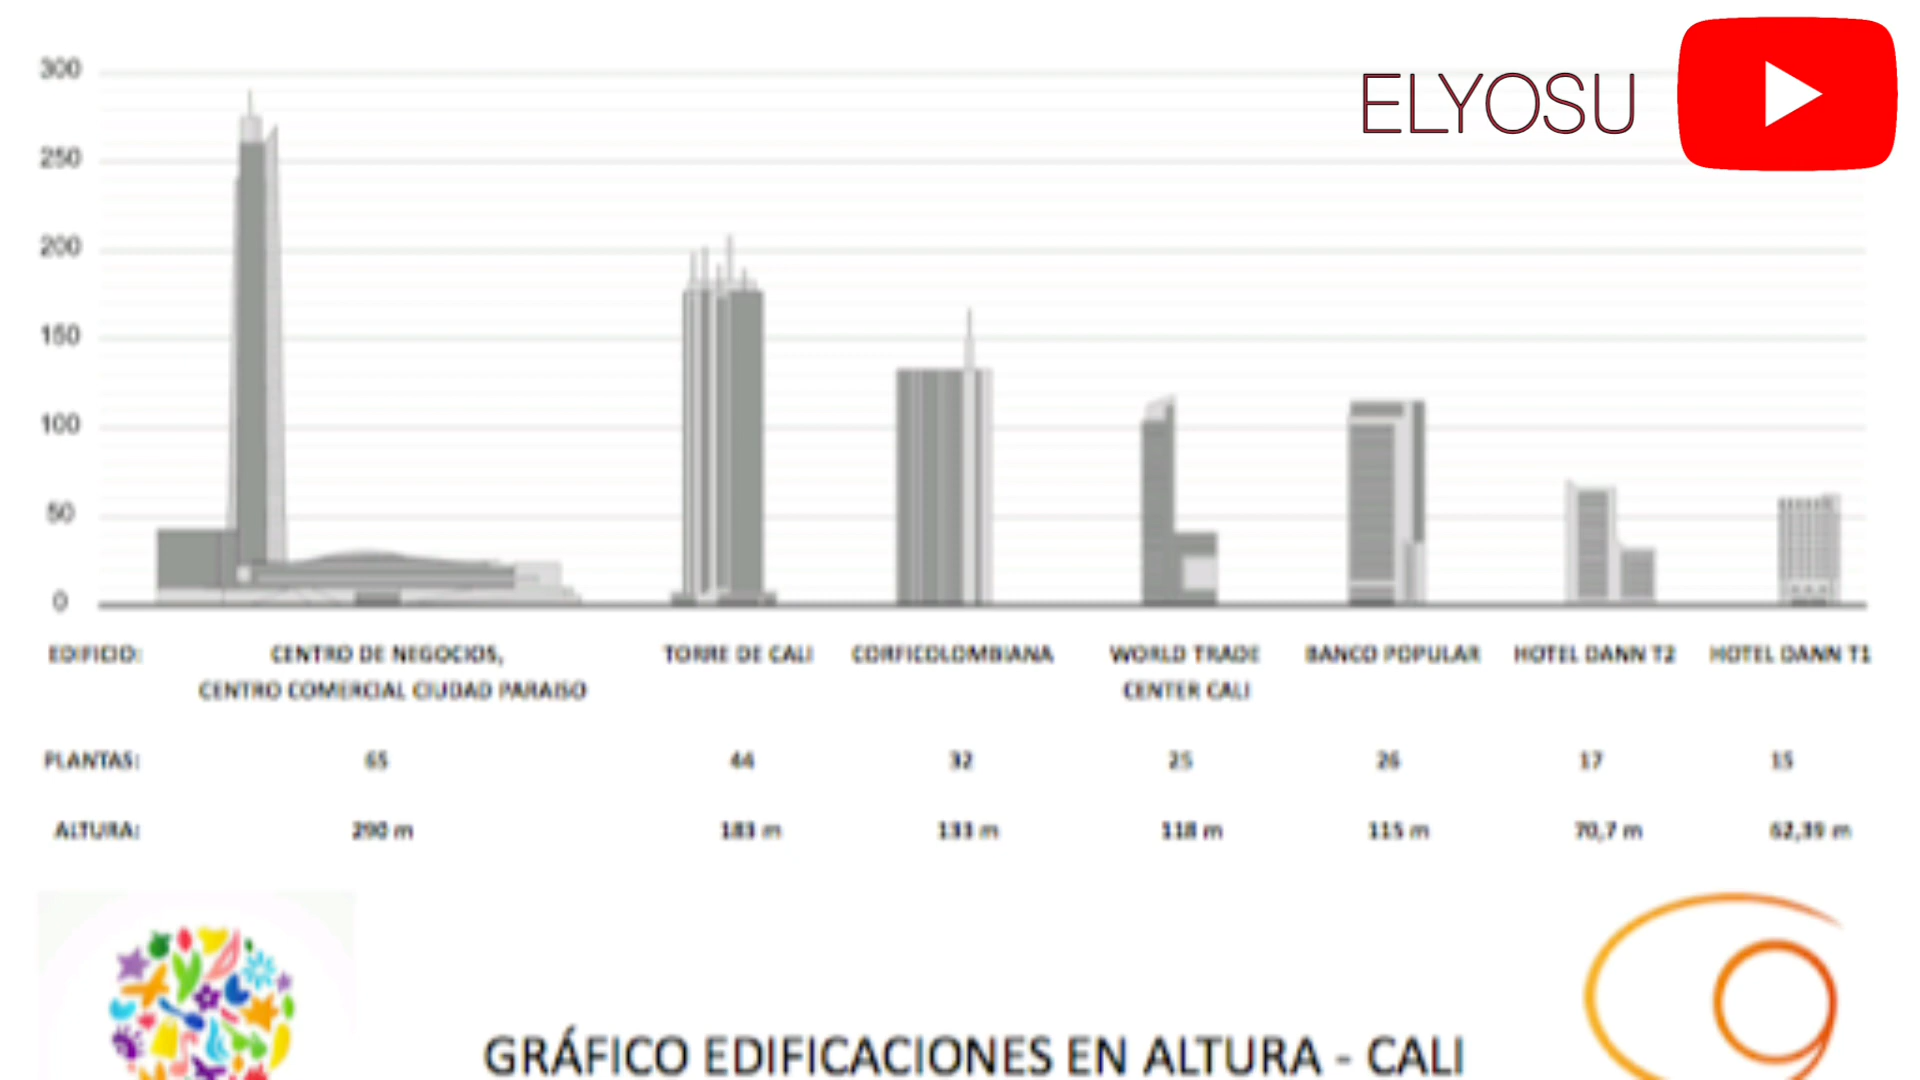 ELYOSU
300
250
200
150
100
50
0
EDIFICIO: CENTRO DE NEGOCIOS, CENTRO COMERCIAL CIUDAD PARAISO TORRE DE CALI CORFICOLOMBIANA WORLD TRADE CENTER CALI BANCO POPULAR HOTEL DANN T2 HOTEL DANN T1
PLANTAS: 65 44 32 25 26 17 15
ALTURA: 290 m 183 m 133 m 118 m 115 m 70,7 m 62,39 m
GRÁFICO EDIFICACIONES EN ALTURA - CALI